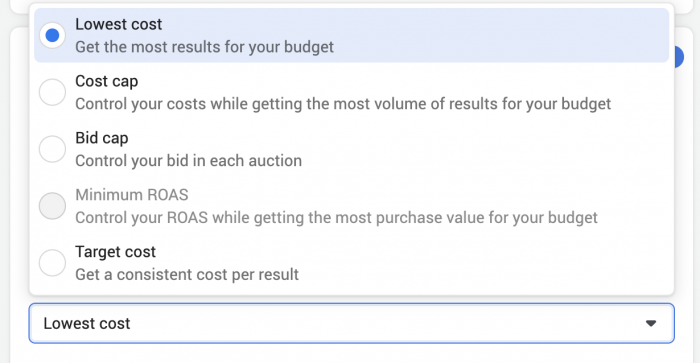 Lowest cost
Get the most results for your budget
Cost cap
Control your costs while getting the most volume of results for your budget
Bid cap
Control your bid in each auction
Minimum ROAS
Control your ROAS while getting the most purchase value for your budget
Target cost
Get a consistent cost per result
Lowest cost